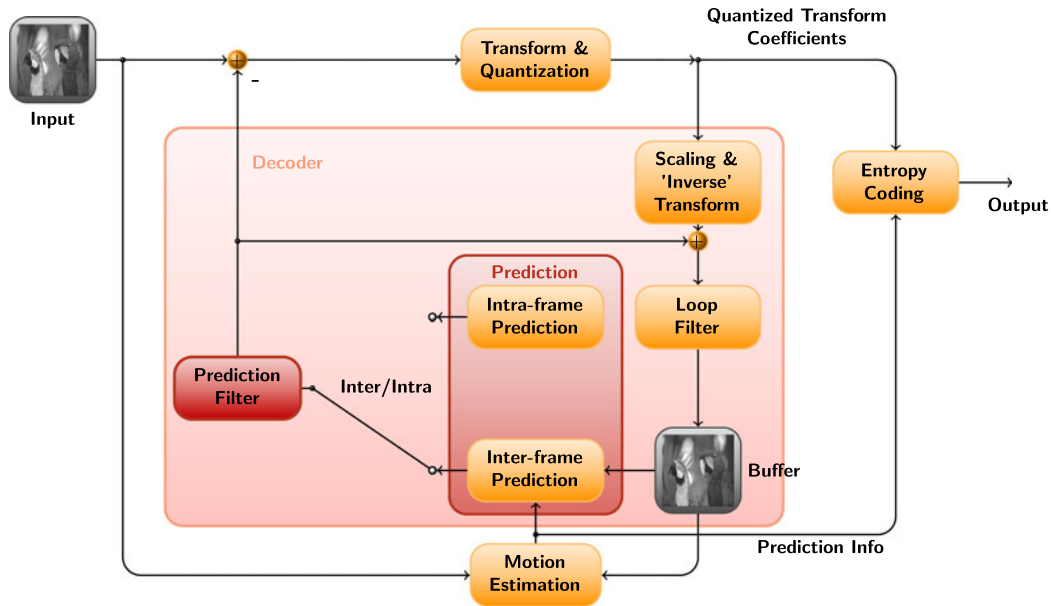 Quantized Transform
Coefficients
Transform &
Quantization
-
Input
Decoder
Scaling &
'Inverse'
Transform
Entropy
Coding
Output
Prediction
Intra-frame
Prediction
Loop
Filter
Prediction
Filter
Inter/Intra
Inter-frame
Prediction
Buffer
Prediction Info
Motion
Estimation